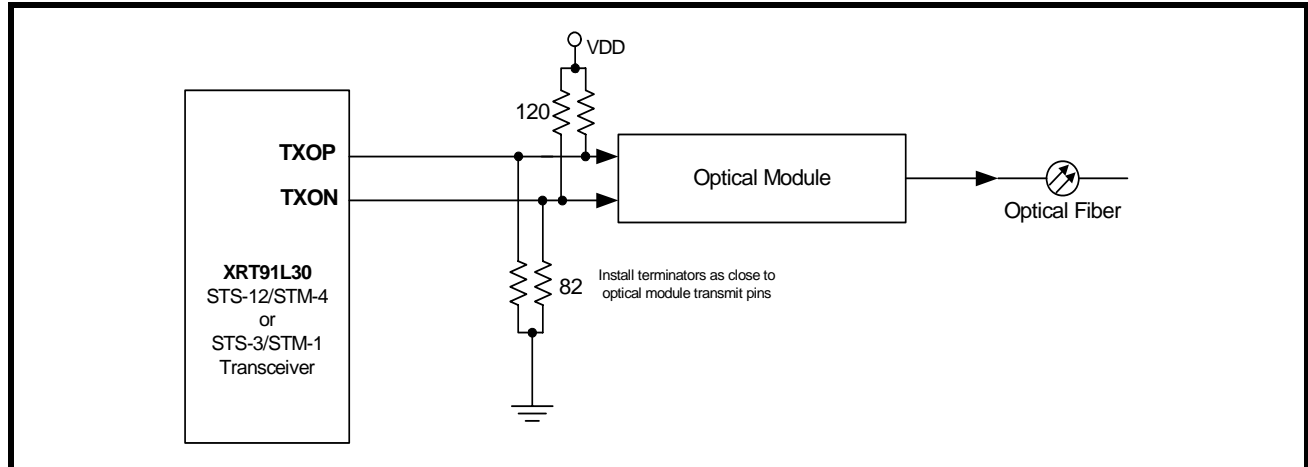 VDD
120
TXOP
TXON
Optical Module
Optical Fiber
XRT91L30
STS-12/STM-4
or
STS-3/STM-1
Transceiver
82
Install terminators as close to
optical module transmit pins